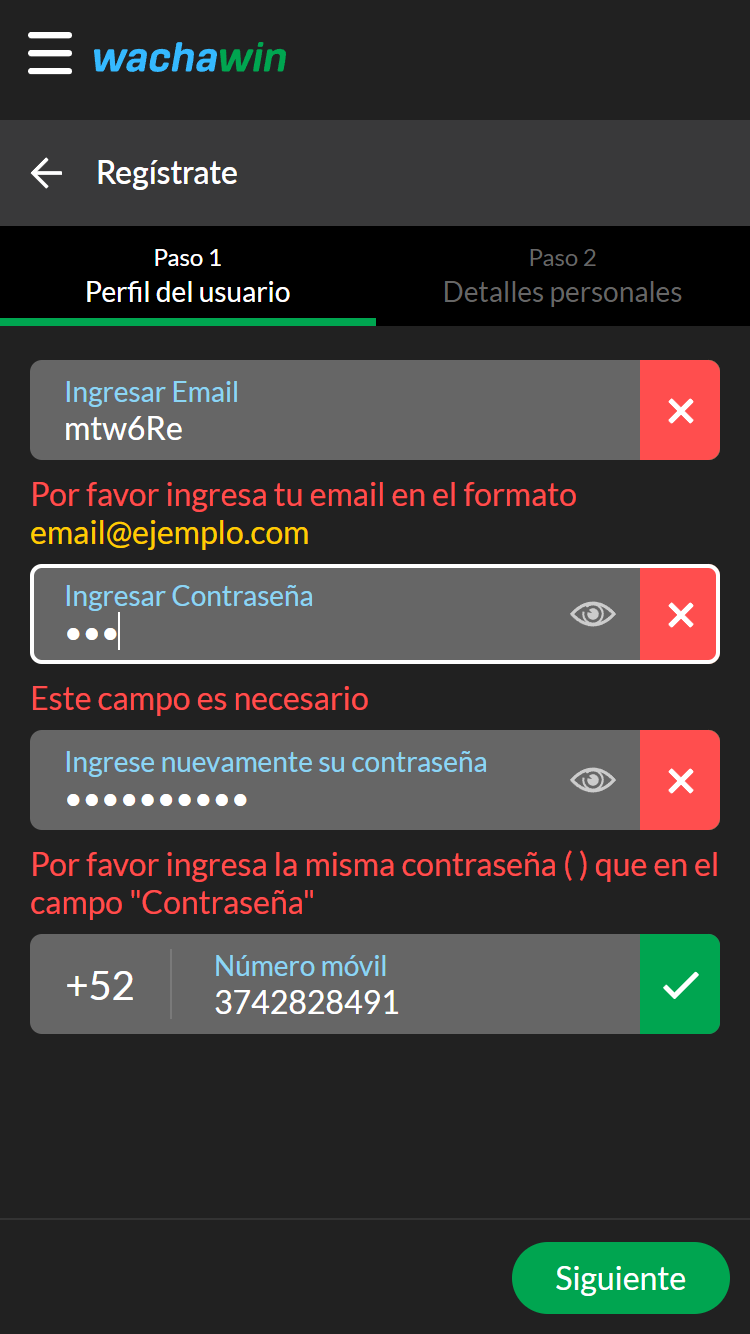 wachawin
Regístrate
Paso 1
Perfil del usuario
Paso 2
Detalles personales
Ingresar Email
mtw6Re
Por favor ingresa tu email en el formato
email@ejemplo.com
Ingresar Contraseña
•••
Este campo es necesario
Ingrese nuevamente su contraseña
••••••••••
Por favor ingresa la misma contraseña ( ) que en el
campo "Contraseña"
+52
Número móvil
3742828491
Siguiente